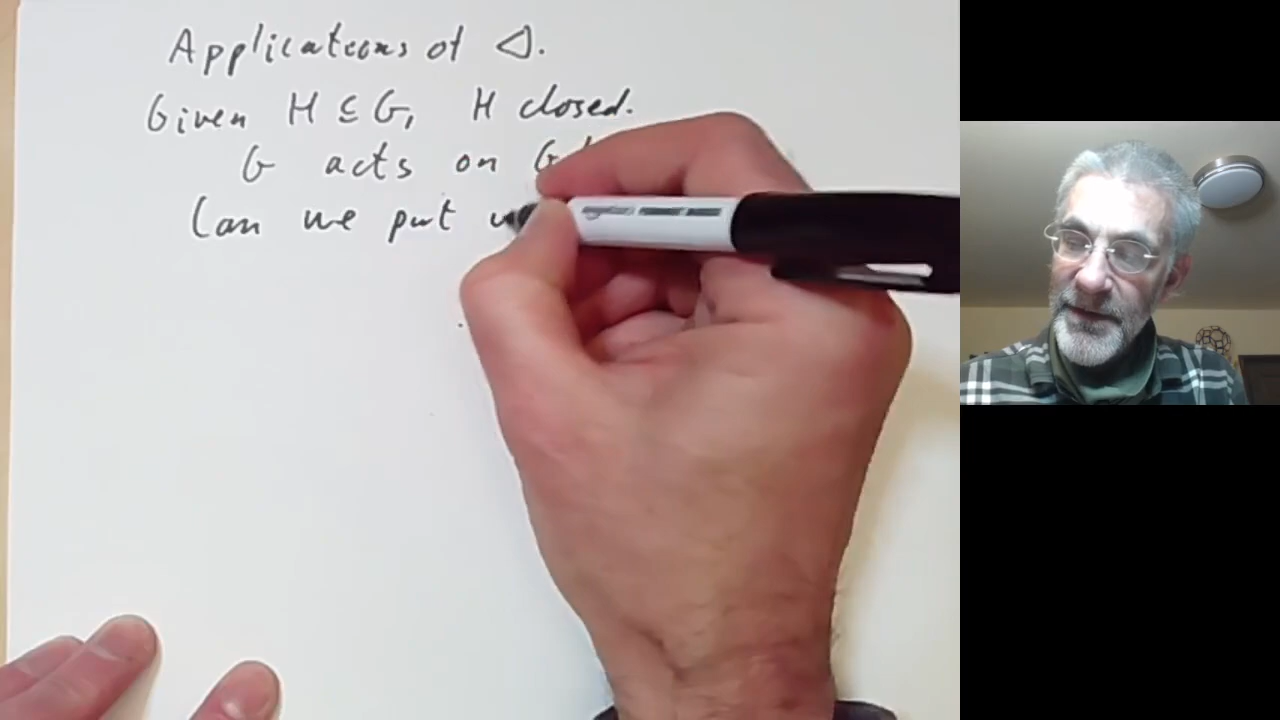 Applications of Δ.
Given H ⊆ G, H closed.
G acts on G
Can we put